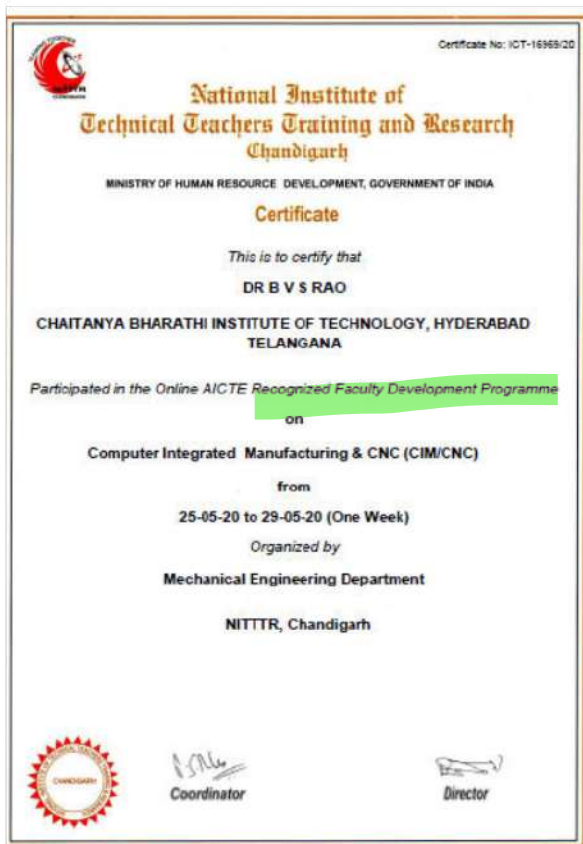 Certificate No: ICT-16969/20
National Institute of
Technical Teachers Training and Research
Chandigarh
MINISTRY OF HUMAN RESOURCE DEVELOPMENT, GOVERNMENT OF INDIA
Certificate
This is to certify that
DR B V S RAO
CHAITANYA BHARATHI INSTITUTE OF TECHNOLOGY, HYDERABAD
TELANGANA
Participated in the Online AICTE Recognized Faculty Development Programme
on
Computer Integrated Manufacturing & CNC (CIM/CNC)
from
25-05-20 to 29-05-20 (One Week)
Organized by
Mechanical Engineering Department
NITTTR, Chandigarh
CHANDIGARH
Coordinator
Director